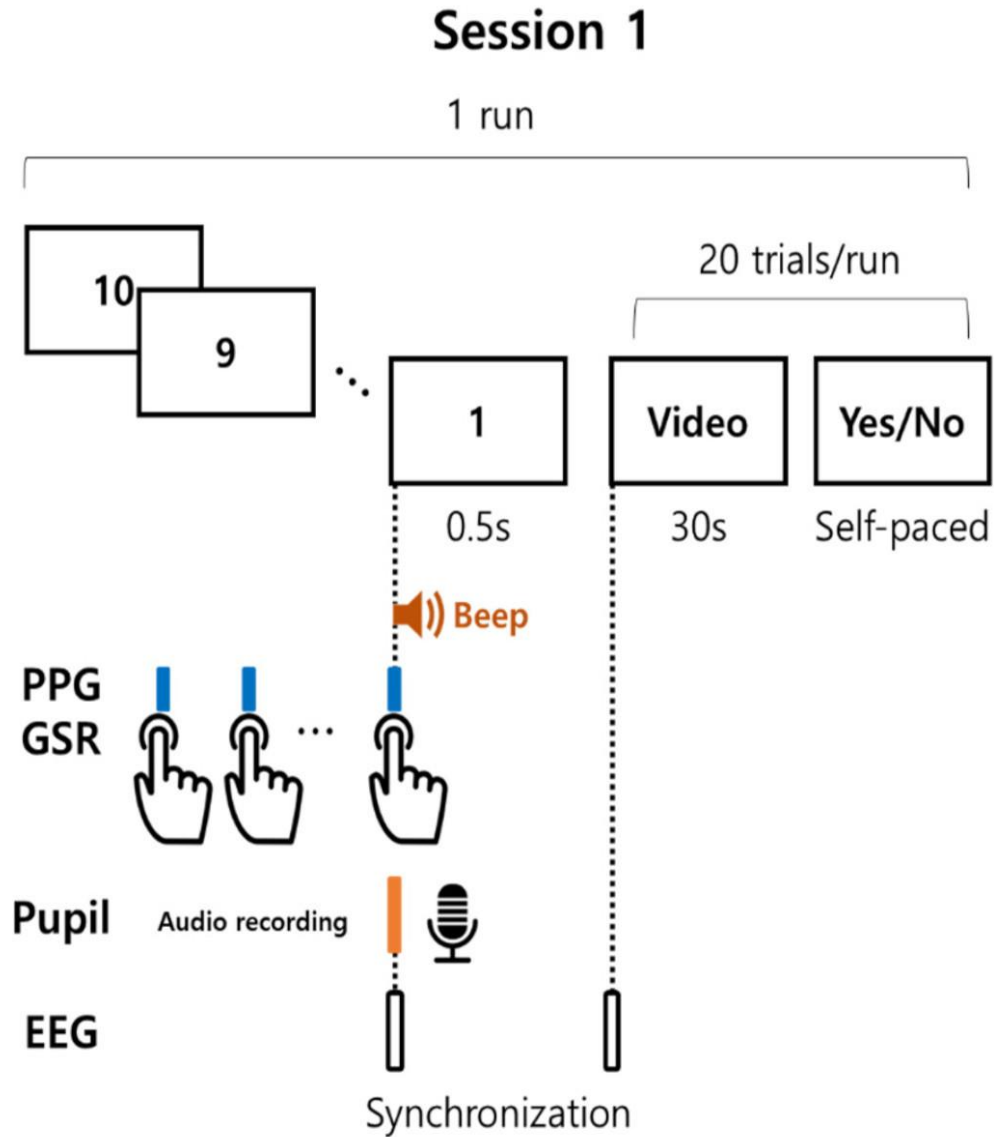 Session 1
1 run
20 trials/run
10
9
...
1
Video
Yes/No
0.5s
30s
Self-paced
Beep
PPG
GSR
...
Pupil
Audio recording
EEG
Synchronization